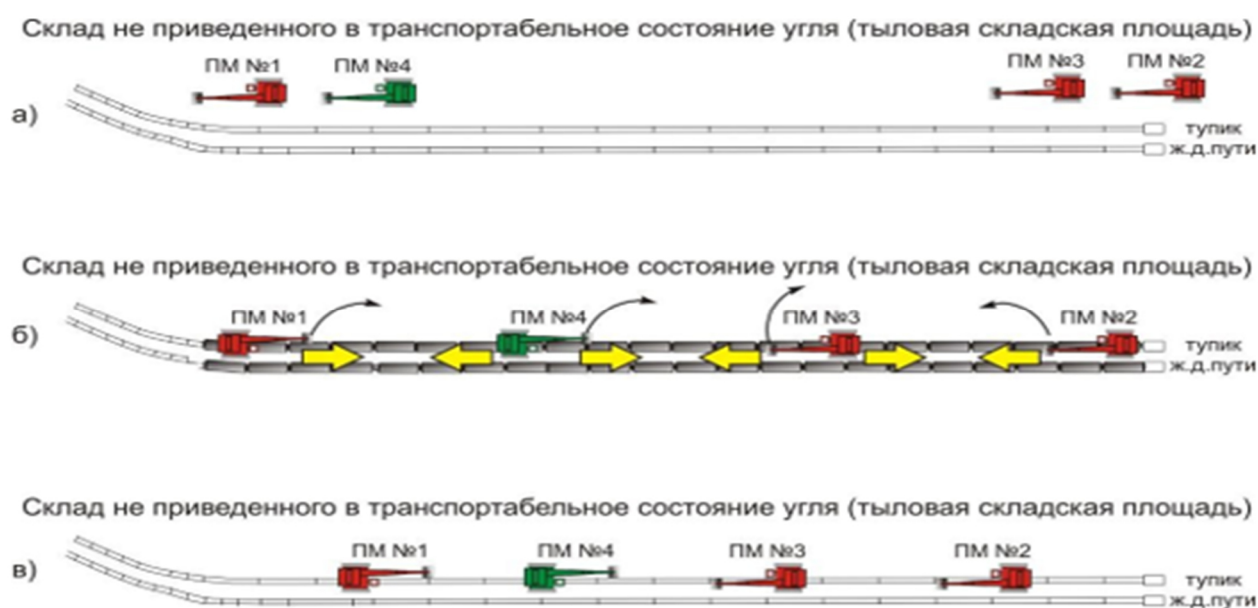 Склад не приведенного в транспортабельное состояние угля (тыловая складская площадь)
ПМ №1 ПМ №4 ПМ №3 ПМ №2
а)
тупик
ж.д.пути
Склад не приведенного в транспортабельное состояние угля (тыловая складская площадь)
ПМ №1 ПМ №4 ПМ №3 ПМ №2
б)
тупик
ж.д.пути
Склад не приведенного в транспортабельное состояние угля (тыловая складская площадь)
ПМ №1 ПМ №4 ПМ №3 ПМ №2
в)
тупик
ж.д.пути